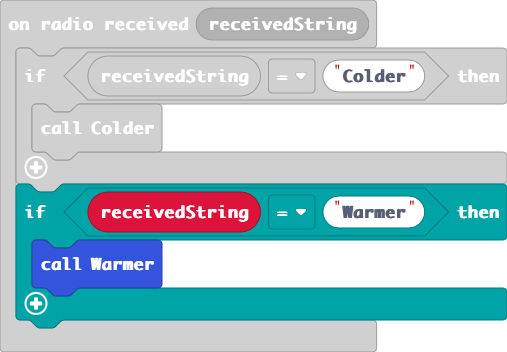 on radio received receivedString
if receivedString = "Colder" then
call Colder
if receivedString = "Warmer" then
call Warmer